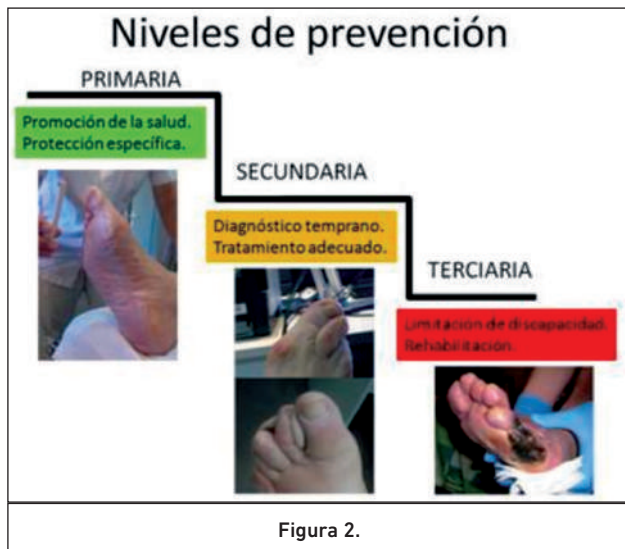 Niveles de prevención
PRIMARIA
Promoción de la salud.
Protección específica.
SECUNDARIA
Diagnóstico temprano.
Tratamiento adecuado.
TERCIARIA
Limitación de discapacidad.
Rehabilitación.
Figura 2.